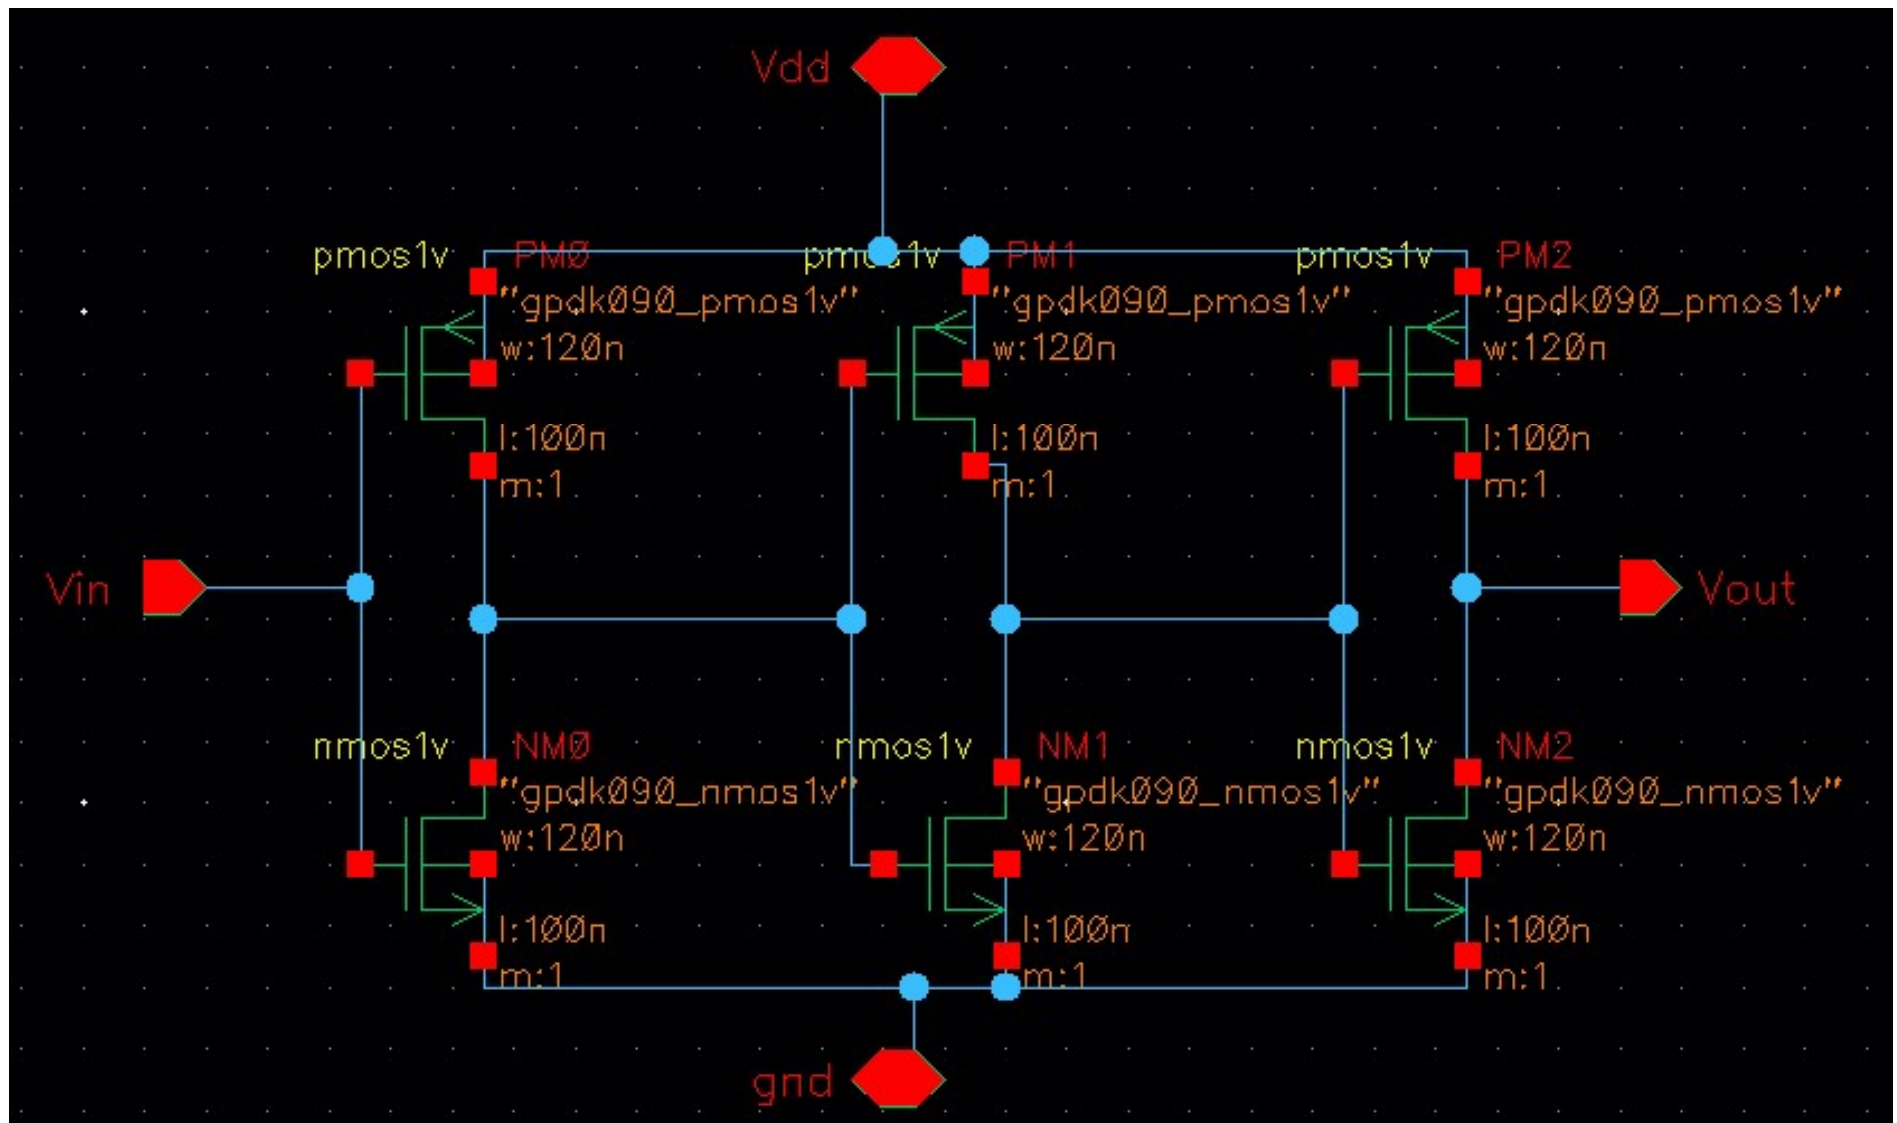 Vdd
pmos1v PM0 pmos1v PM1 pmos1v PM2
"gpdk090_pmos1v" "gpdk090_pmos1v" "gpdk090_pmos1v"
w:120n w:120n w:120n
l:100n l:100n l:100n
m:1 m:1 m:1
Vin Vout
nmos1v NM0 nmos1v NM1 nmos1v NM2
"gpdk090_nmos1v" "gpdk090_nmos1v" "gpdk090_nmos1v"
w:120n w:120n w:120n
l:100n l:100n l:100n
m:1 m:1 m:1
gnd